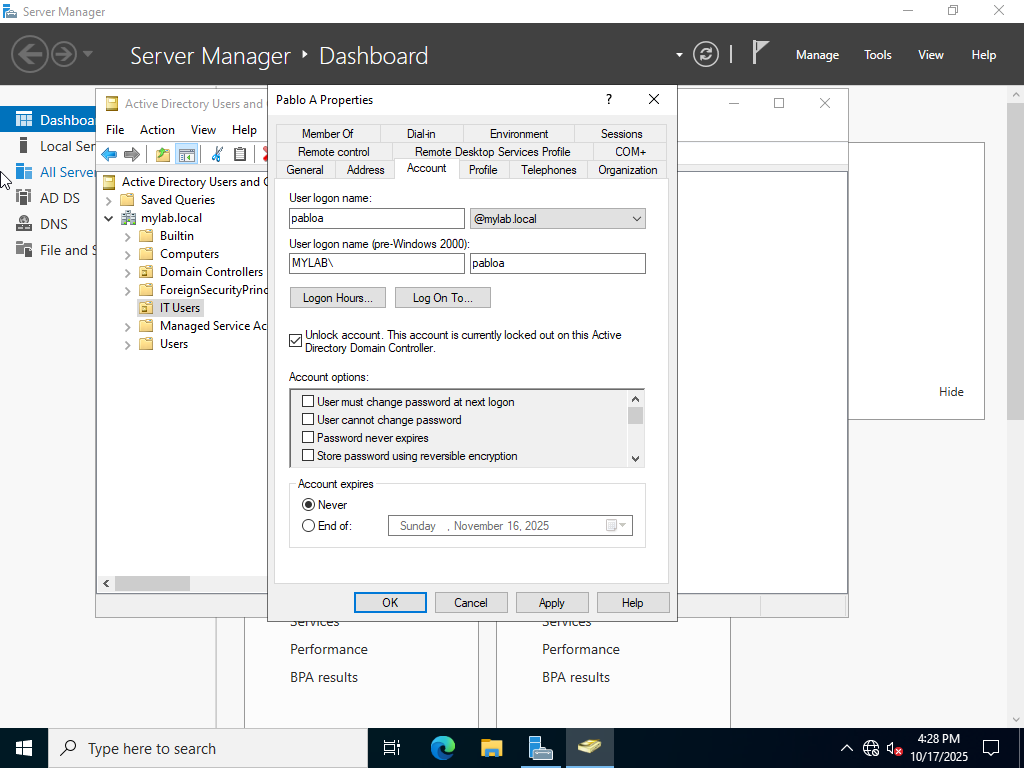 Server Manager
Server Manager ‣ Dashboard
Manage Tools View Help
Dashboa
Local Ser
All Server
AD DS
DNS
File and S
Active Directory Users and
File Action View Help
Active Directory Users and C
Saved Queries
mylab.local
Builtin
Computers
Domain Controllers
ForeignSecurityPrinc
IT Users
Managed Service Ac
Users
Pablo A Properties
Member Of Dial-in Environment Sessions
Remote control Remote Desktop Services Profile COM+
General Address Account Profile Telephones Organization
User logon name:
pabloa @mylab.local
User logon name (pre-Windows 2000):
MYLAB\ pabloa
Logon Hours... Log On To...
Unlock account. This account is currently locked out on this Active
Directory Domain Controller.
Account options:
User must change password at next logon
User cannot change password
Password never expires
Store password using reversible encryption
Account expires
Never
End of: Sunday , November 16, 2025
OK Cancel Apply Help
Hide
Services Services
Performance Performance
BPA results BPA results
Type here to search
4:28 PM
10/17/2025